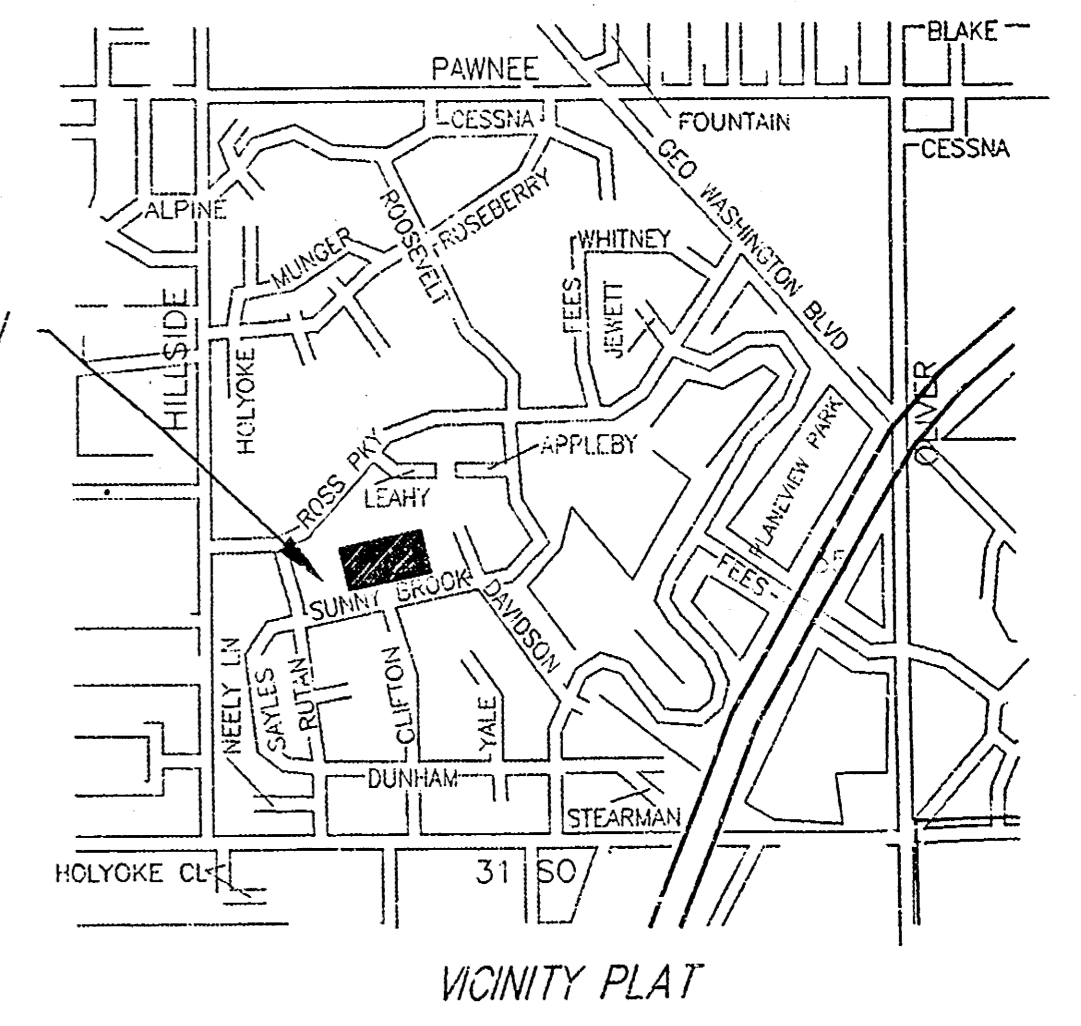 BLAKE
PAWNEE
CESSNA
FOUNTAIN
CESSNA
GEO WASHINGTON BLVD
ALPINE
ROOSEVELT
ROSEBERRY
MUNGER
WHITNEY
FEES
JEWETT
HILLSIDE
HOLYOKE
OLIVER
ROSS PKY
APPLEBY
LEAHY
PLANEVIEW PARK
FEES
SUNNY BROOK
DAVIDSON
NEELY LN
SAYLES
RUTAN
CLIFTON
YALE
DUNHAM
STEARMAN
HOLYOKE CL
31 SO
VICINITY PLAT